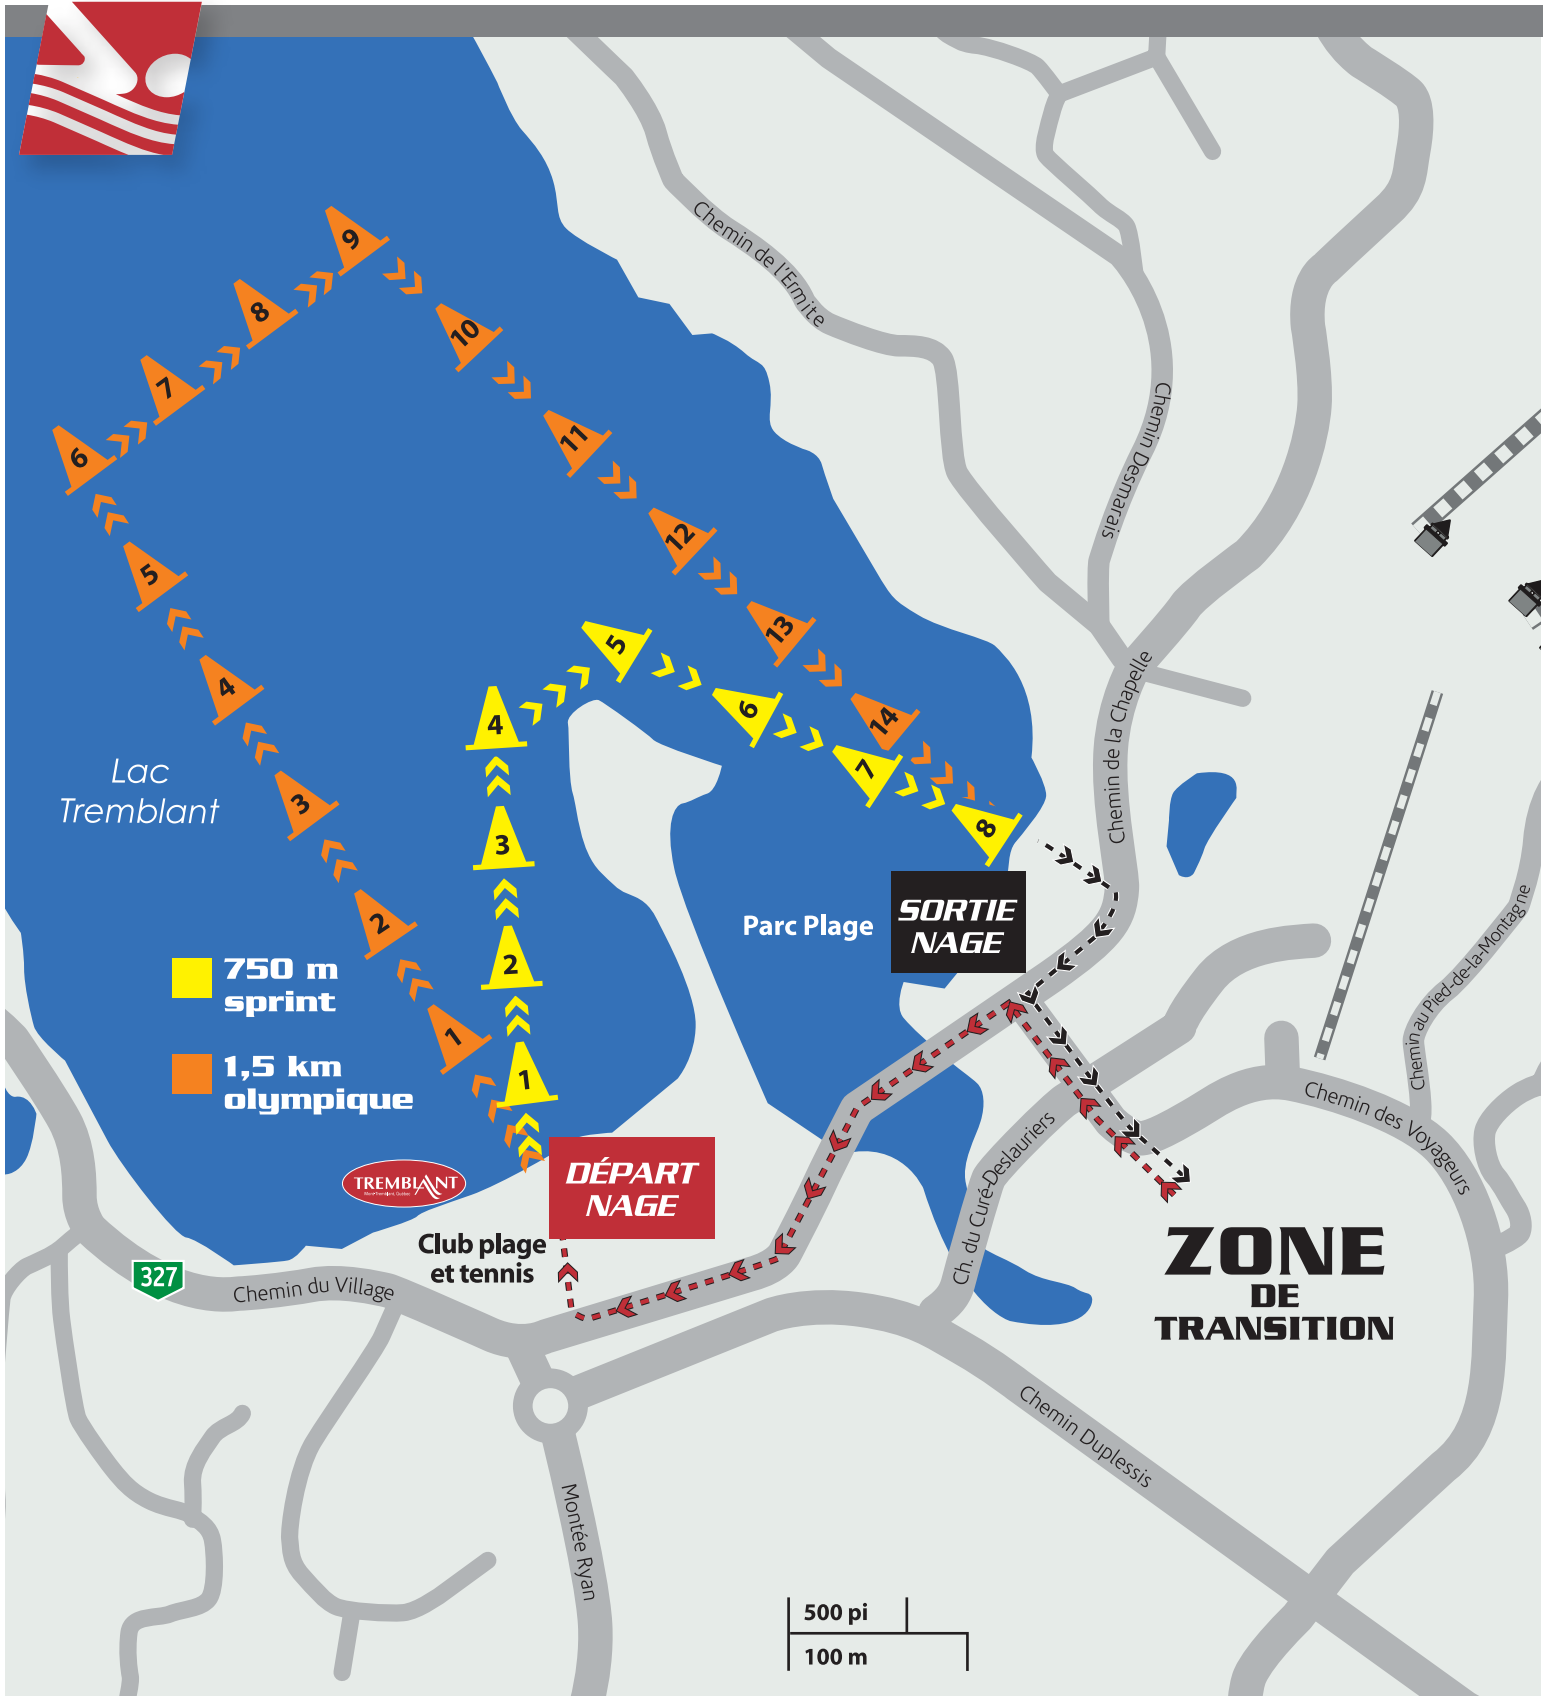 9
8
10
7
11
6
12
5
13
5
4
6
14
4
7
3
8
3
2
2
1
1
Chemin de l'Ermite
Chemin Desmarais
Chemin de la Chapelle
Lac
Tremblant
Parc Plage
SORTIE
NAGE
750 m
sprint
1,5 km
olympique
Chemin au Pied-de-la-Montagne
Chemin des Voyageurs
Ch. du Curé-Deslauriers
TREMBLANT
DÉPART
NAGE
Club plage
et tennis
327
Chemin du Village
ZONE
DE
TRANSITION
Chemin Duplessis
Montée Ryan
500 pi
100 m